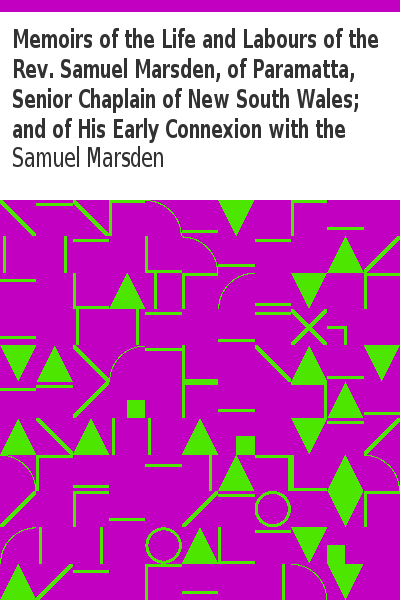 Memoirs of the Life and Labours of the
Rev. Samuel Marsden, of Paramatta,
Senior Chaplain of New South Wales;
and of His Early Connexion with the
Samuel Marsden